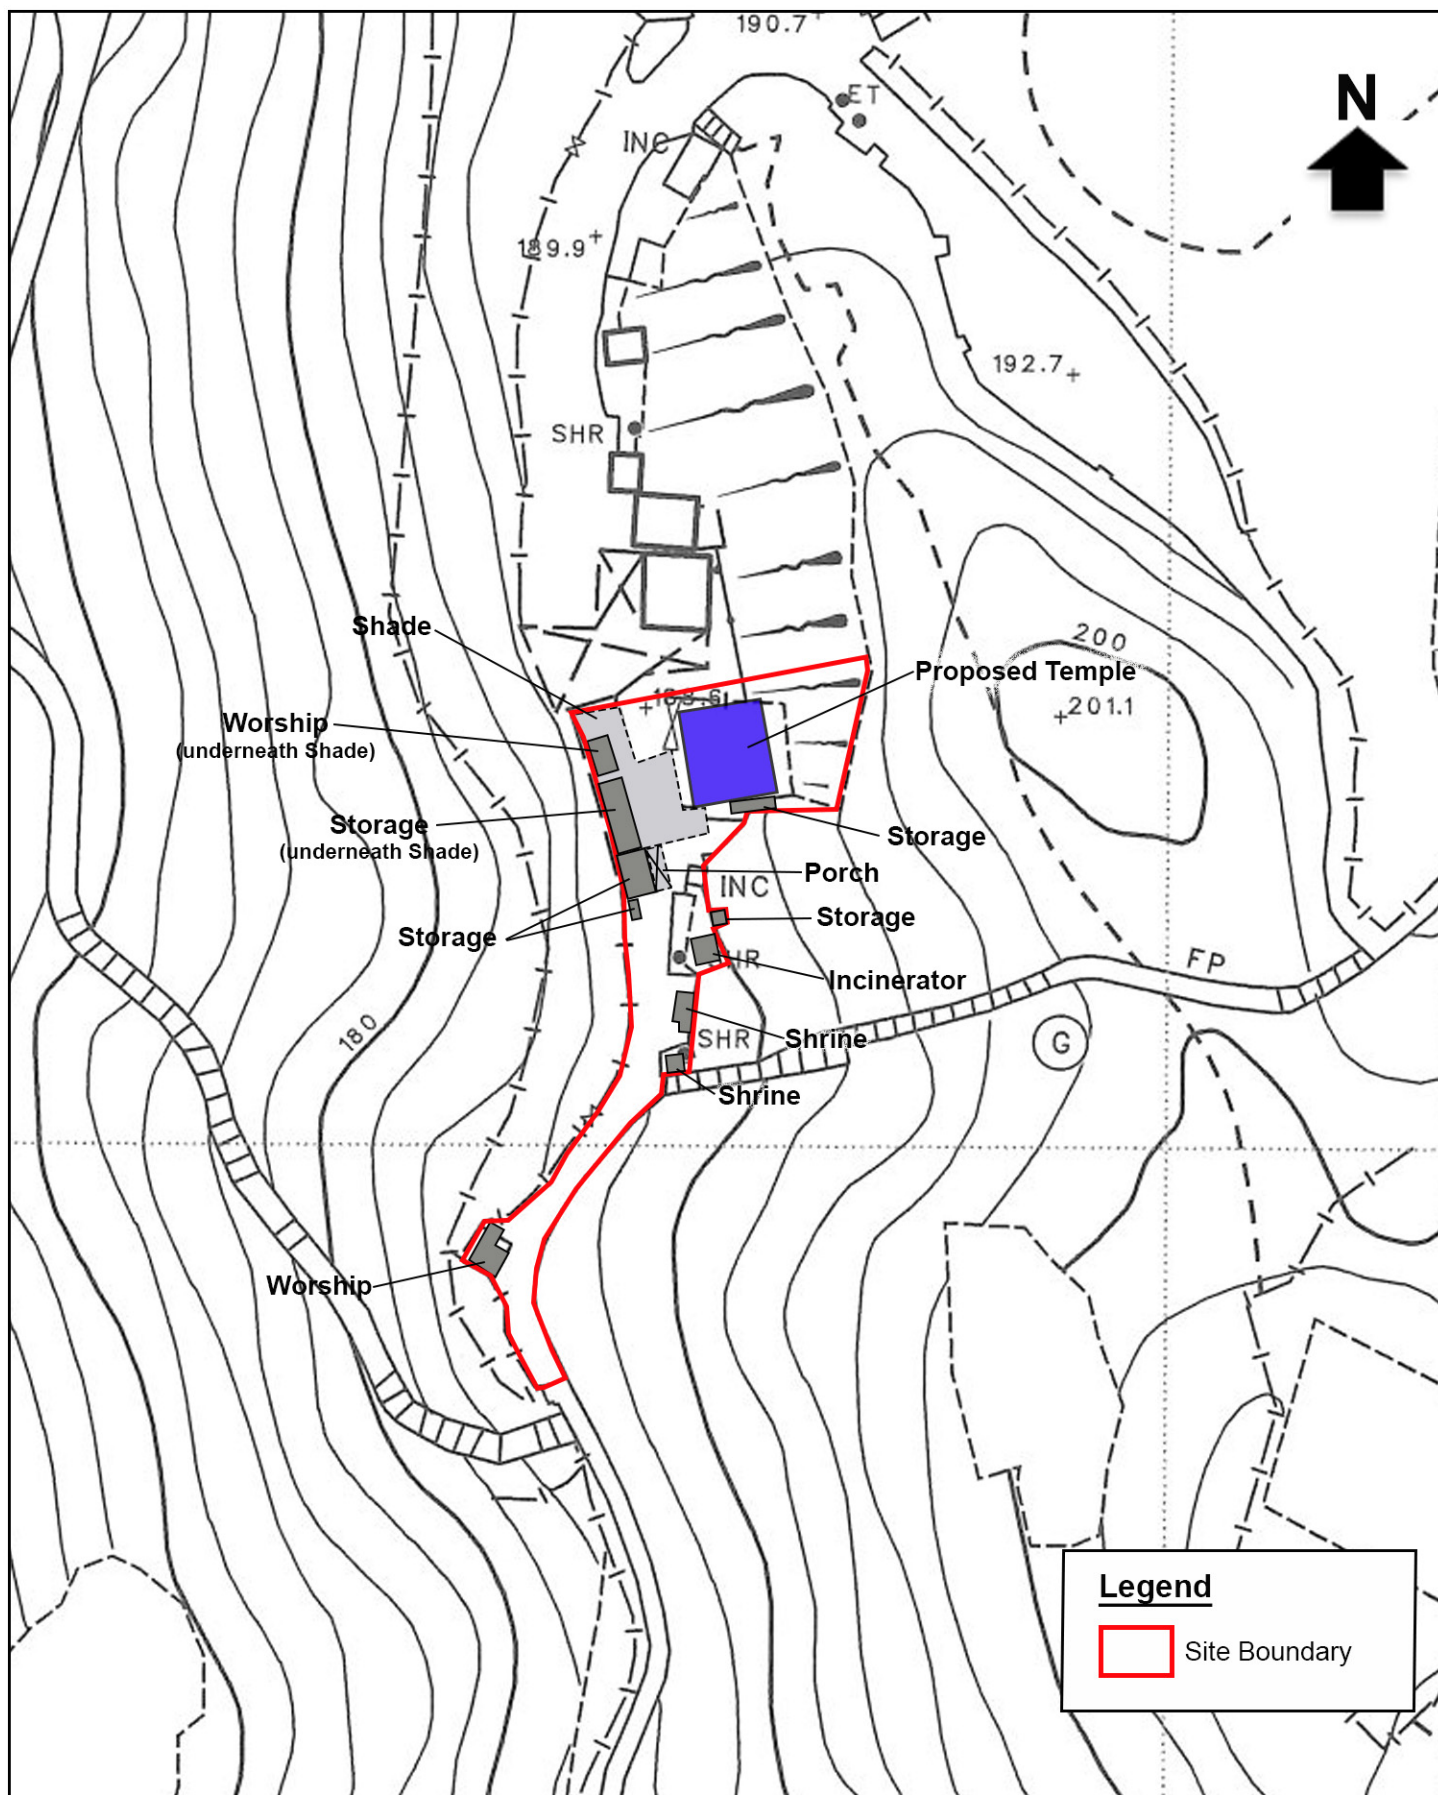 190.7
ET
N
INC
189.9
192.7
SHR
Shade
200
Proposed Temple
201.1
Worship
(underneath Shade)
Storage
(underneath Shade)
Storage
Porch
INC
Storage
Storage
FP
HR
Incinerator
180
SHR
Shrine
G
Shrine
Worship
Legend
Site Boundary